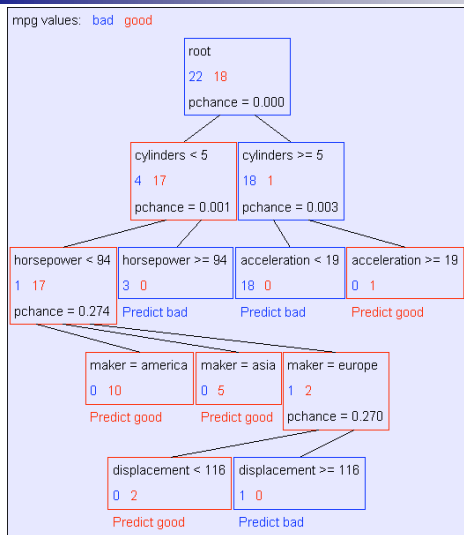 mpg values: bad good
root
22 18
pchance = 0.000
cylinders < 5
4 17
pchance = 0.001
cylinders >= 5
18 1
pchance = 0.003
horsepower < 94
1 17
pchance = 0.274
horsepower >= 94
3 0
Predict bad
acceleration < 19
18 0
Predict bad
acceleration >= 19
0 1
Predict good
maker = america
0 10
Predict good
maker = asia
0 5
Predict good
maker = europe
1 2
pchance = 0.270
displacement < 116
0 2
Predict good
displacement >= 116
1 0
Predict bad